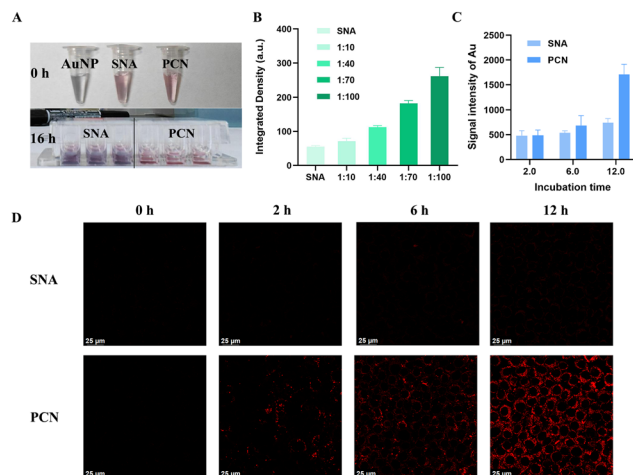 A
AuNP SNA PCN
0 h
16 h
SNA PCN
B
Integrated Density (a.u.)
400
300
200
100
0
SNA
1:10
1:40
1:70
1:100
SNA 1:10 1:40 1:70 1:100
C
Signal intensity of Au
2500
2000
1500
1000
500
0
SNA
PCN
2.0 6.0 12.0
Incubation time
D
0 h 2 h 6 h 12 h
SNA
25 µm 25 µm 25 µm 25 µm
PCN
25 µm 25 µm 25 µm 25 µm